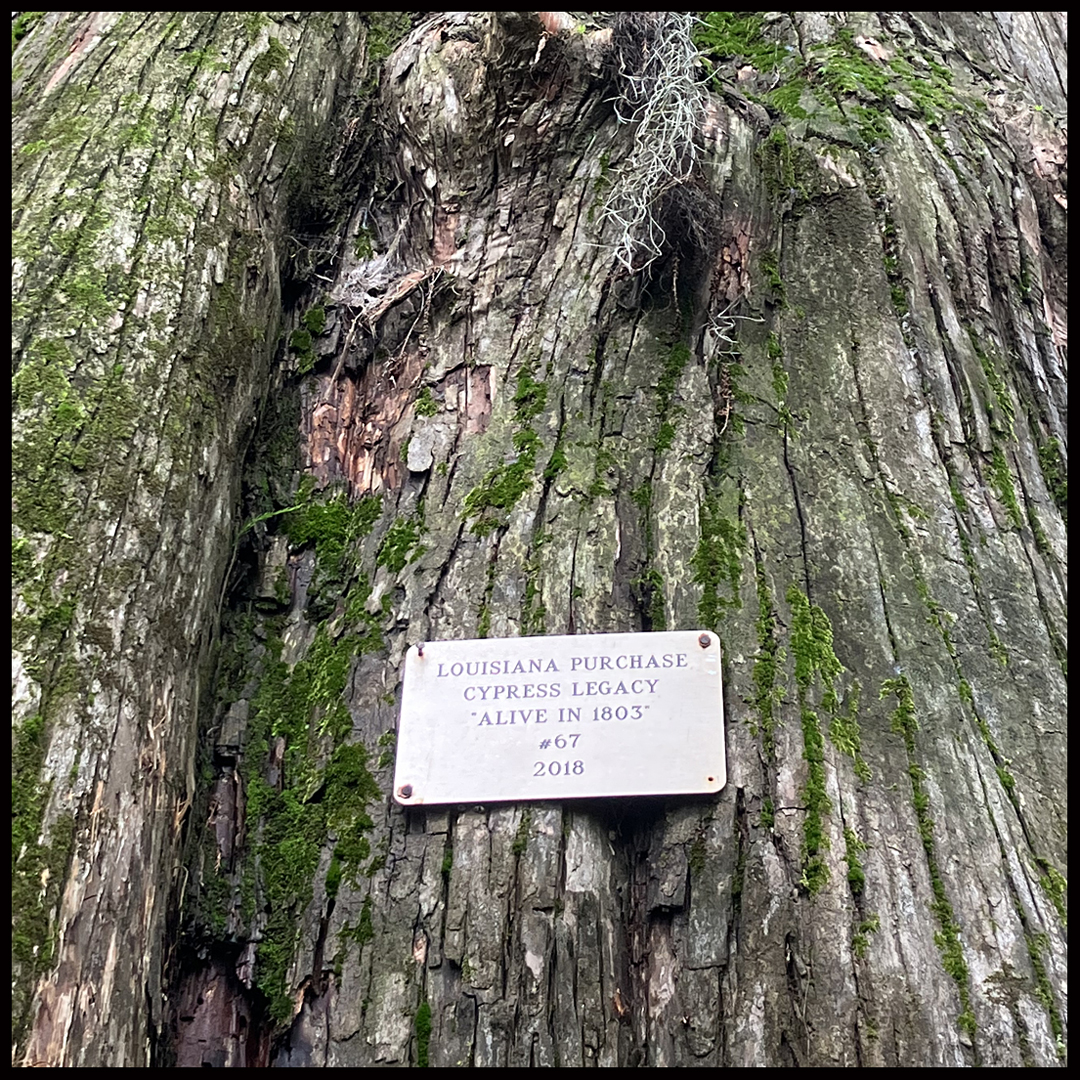 LOUISIANA PURCHASE
CYPRESS LEGACY
"ALIVE IN 1803"
#67
2018